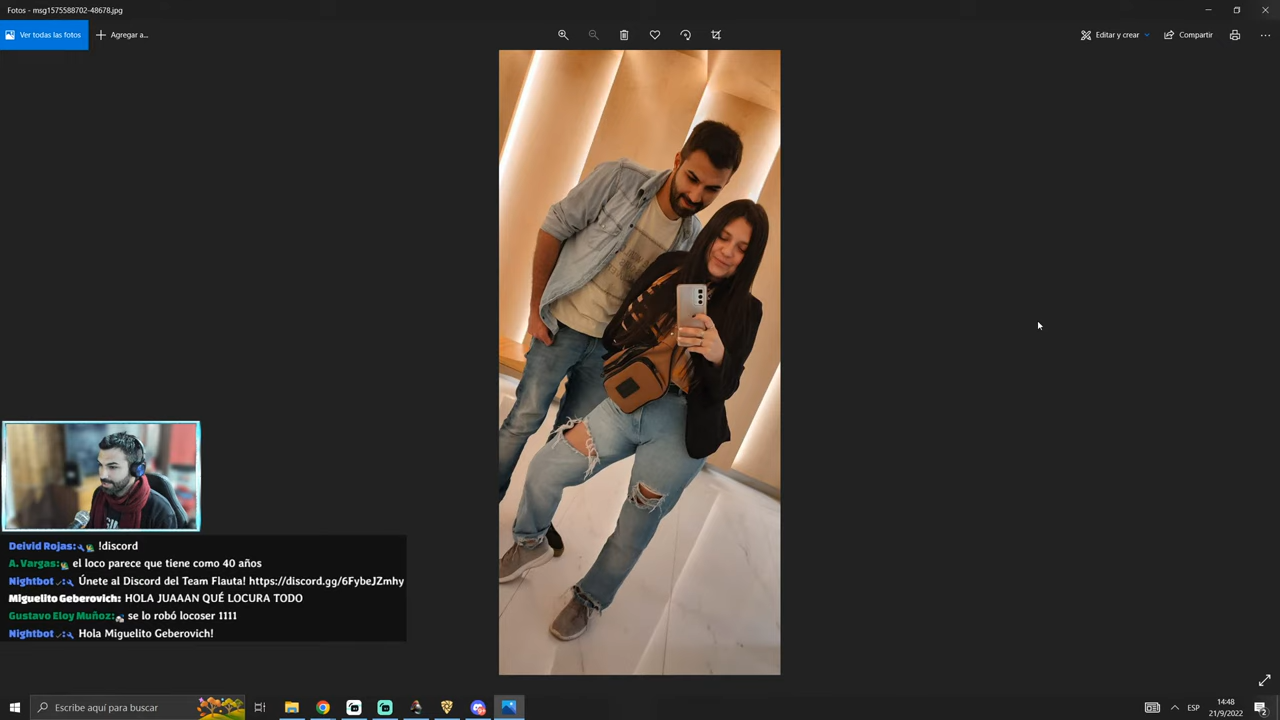 Fotos - msg1575588702-48678.jpg
Ver todas las fotos
Agregar a...
Editar y crear
Compartir
Deivid Rojas: !discord
A. Vargas: el loco parece que tiene como 40 años
Nightbot: Únete al Discord del Team Flauta! https://discord.gg/6FybeJZmhy
Miguelito Geberovich: HOLA JUAAAN QUÉ LOCURA TODO
Gustavo Eloy Muñoz: se lo robó locoser 1111
Nightbot: Hola Miguelito Geberovich!
Escribe aquí para buscar
ESP
14:48
21/9/2022
2